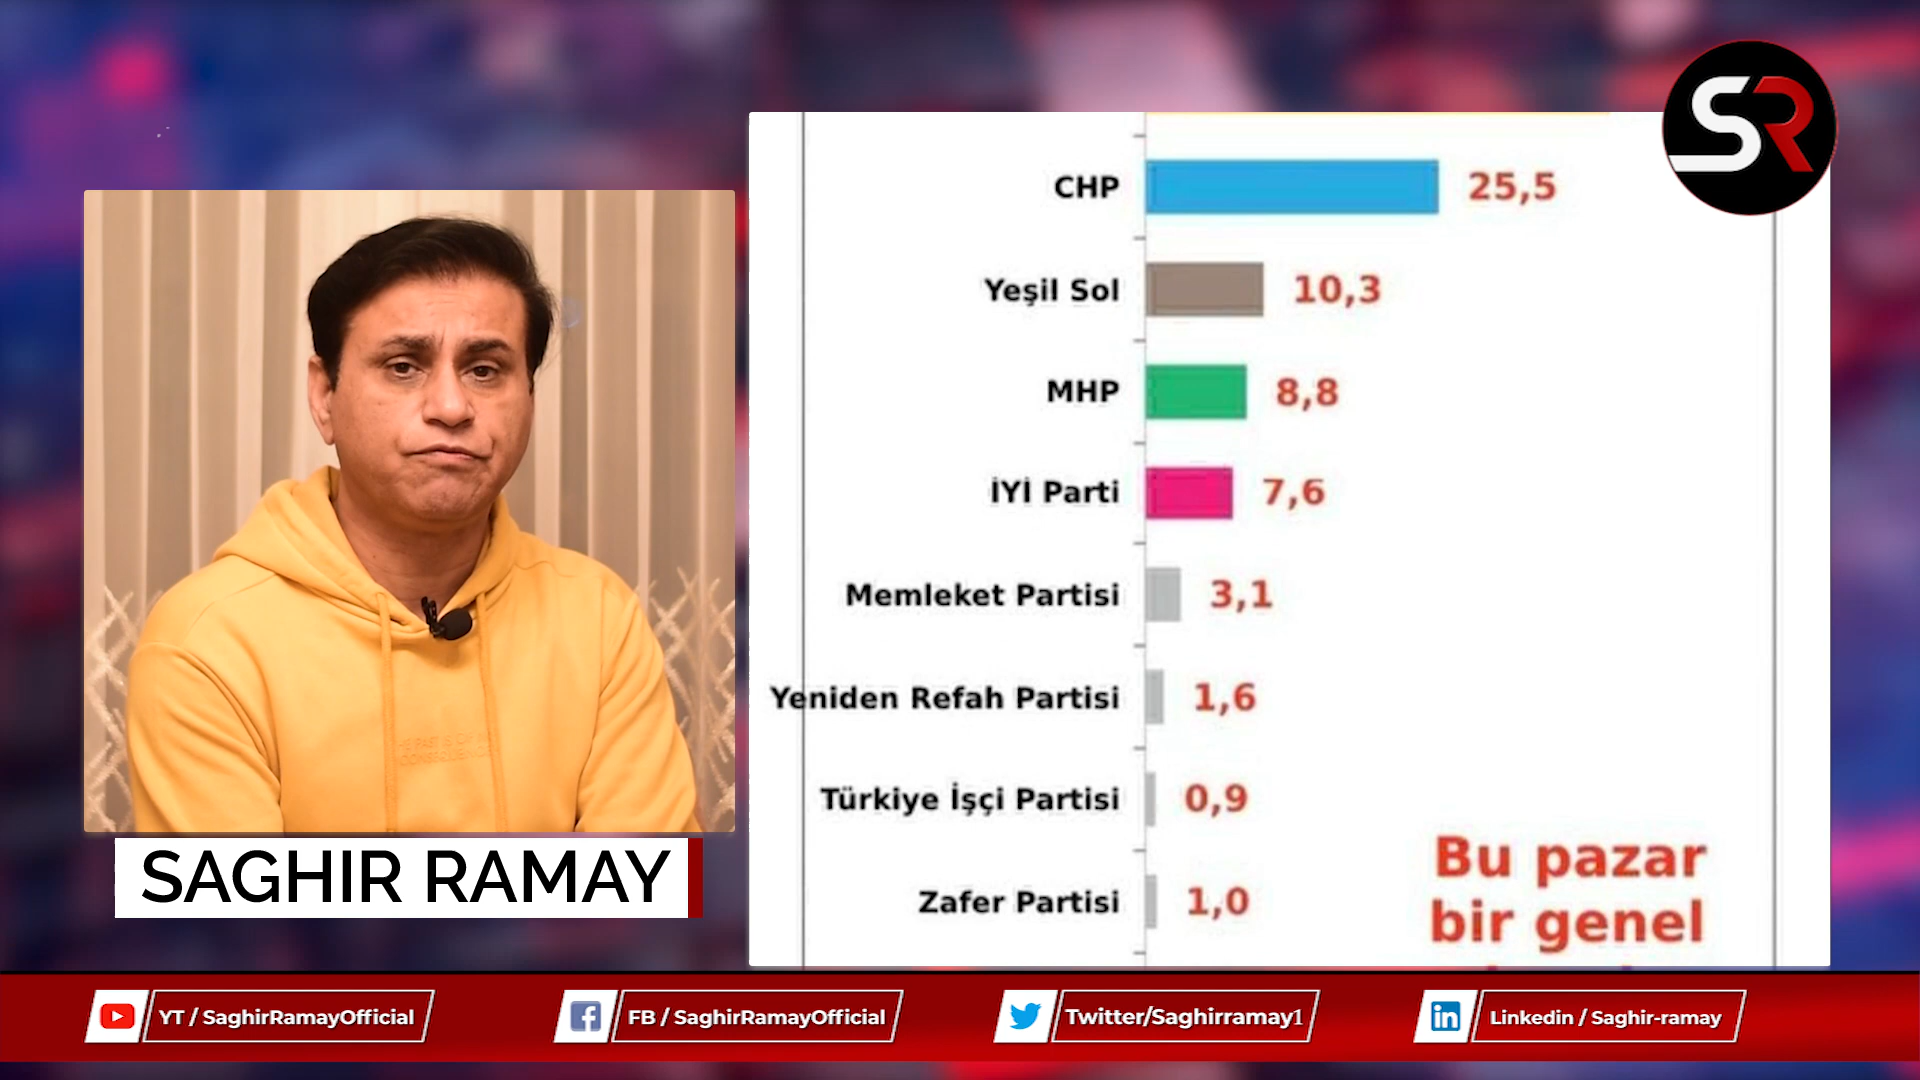 SR
CHP 25,5
Yeşil Sol 10,3
MHP 8,8
İYİ Parti 7,6
Memleket Partisi 3,1
Yeniden Refah Partisi 1,6
Türkiye İşçi Partisi 0,9
Zafer Partisi 1,0
Bu pazar
bir genel
SAGHIR RAMAY
YT / SaghirRamayOfficial
FB / SaghirRamayOfficial
Twitter/Saghirramay1
in
Linkedin / Saghir-ramay